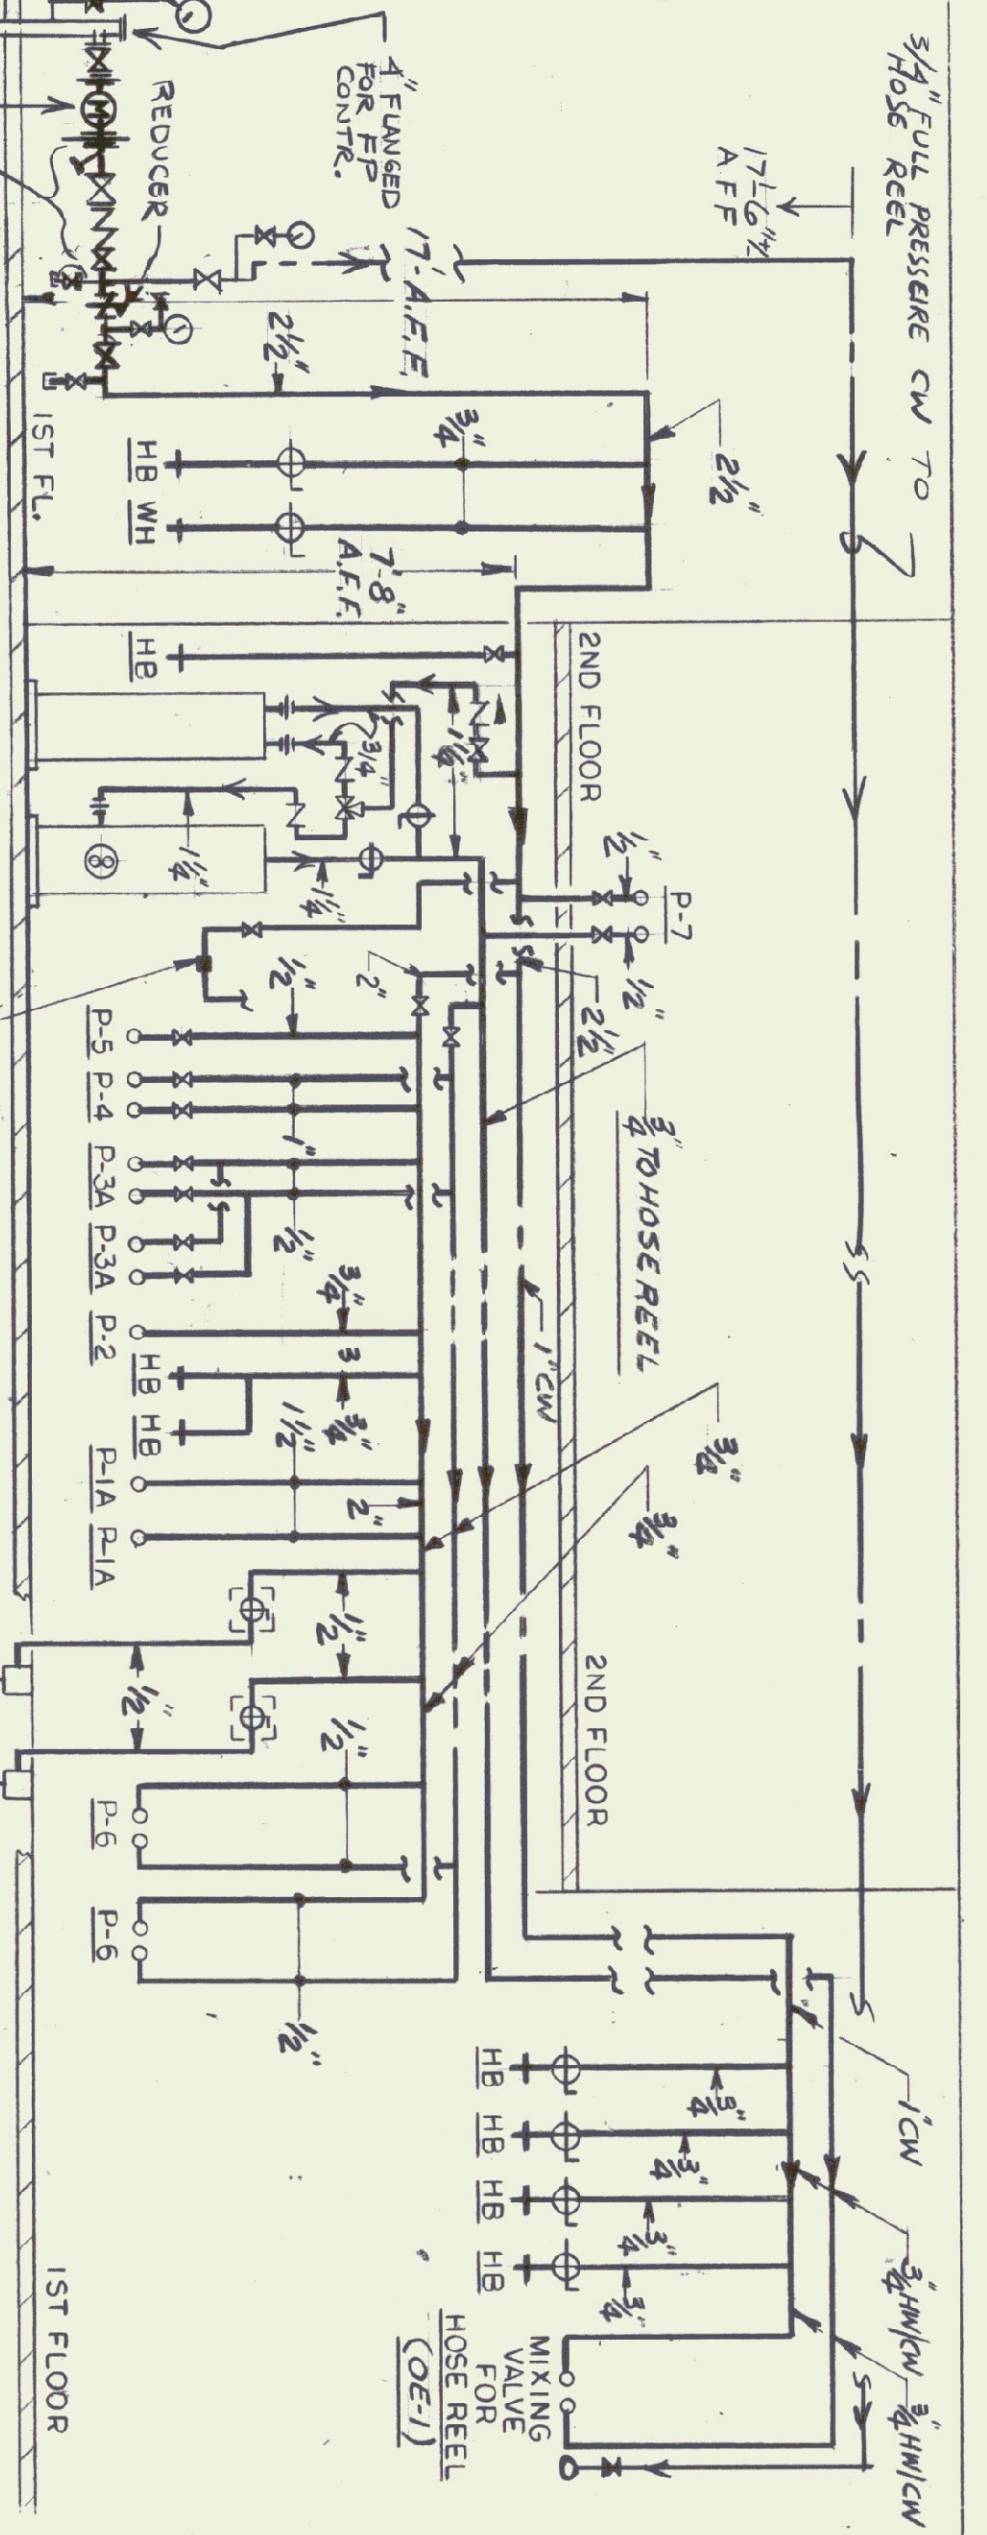 3/4" FULL PRESSEIRE CW TO
HOSE REEL
17'-6 1/4"
AFF
4" FLANGED
FOR FP
CONTR.
REDUCER
17'-A.F.F.
2½"
2½"
3/4"
HB
WH
1ST FL.
7'-8"
A.F.F.
HB
2ND FLOOR
3/4"
8
1¼"
1¼"
½"
P-7
½"
2½"
2"
½"
3/4" TO HOSE REEL
1" CW
P-5
P-4
1"
P-3A
P-3A
½"
3/4"
P-2
3
3/4"
HB
HB
1½"
P-1A
P-1A
2"
3/4"
3/4"
½"
½"
½"
P-6
P-6
½"
2ND FLOOR
1" CW
3/4" HW/CW
3/4" HW/CW
3/4"
3/4"
3/4"
3/4"
HB
HB
HB
HB
MIXING
VALVE
FOR
HOSE REEL
(OE-1)
1ST FLOOR